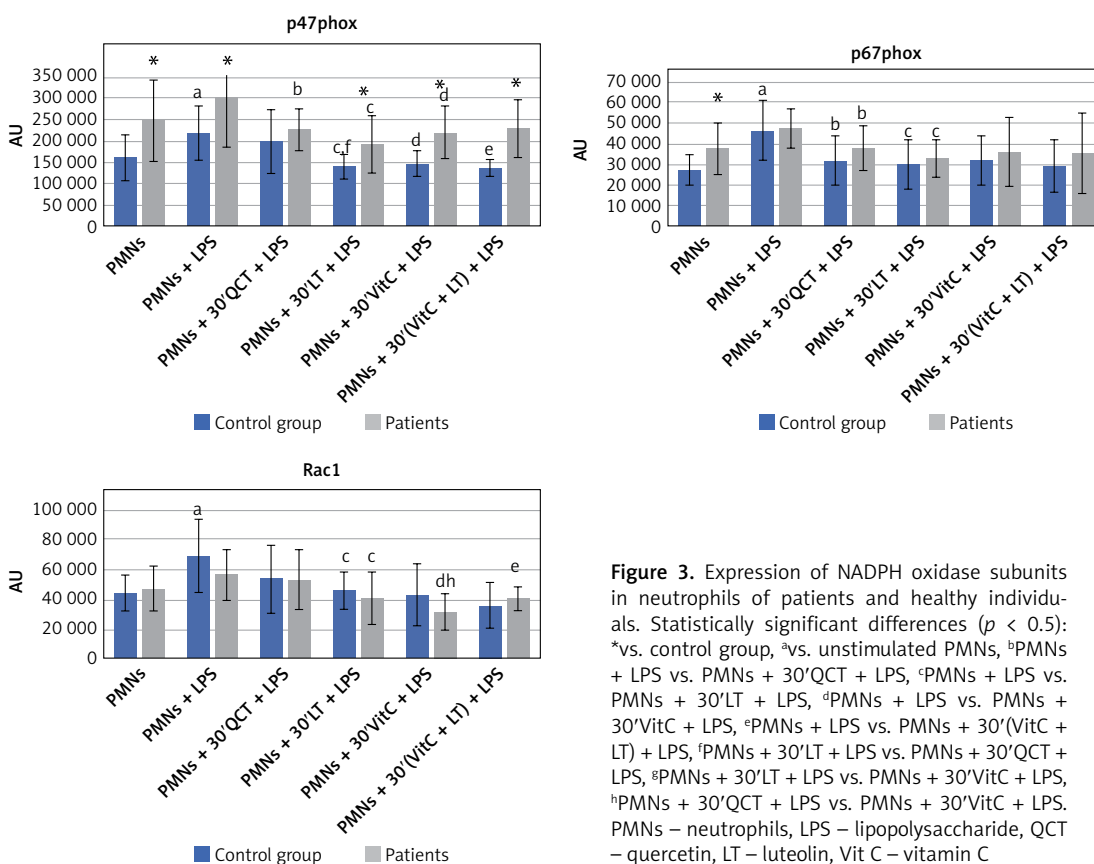 p47phox
AU
350 000
300 000
250 000
200 000
150 000
100 000
50 000
0
* * * * *
a b c,f c d d e
PMNs
PMNs + LPS
PMNs + 30′QCT + LPS
PMNs + 30′LT + LPS
PMNs + 30′VitC + LPS
PMNs + 30′(VitC + LT) + LPS
Control group Patients
p67phox
AU
70 000
60 000
50 000
40 000
30 000
20 000
10 000
0
*
a b b c c
PMNs
PMNs + LPS
PMNs + 30′QCT + LPS
PMNs + 30′LT + LPS
PMNs + 30′VitC + LPS
PMNs + 30′(VitC + LT) + LPS
Control group Patients
Rac1
AU
100 000
80 000
60 000
40 000
20 000
0
a c c dh e
PMNs
PMNs + LPS
PMNs + 30′QCT + LPS
PMNs + 30′LT + LPS
PMNs + 30′VitC + LPS
PMNs + 30′(VitC + LT) + LPS
Control group Patients
Figure 3. Expression of NADPH oxidase subunits
in neutrophils of patients and healthy individu-
als. Statistically significant differences (p < 0.5):
*vs. control group, ᵃvs. unstimulated PMNs, ᵇPMNs
+ LPS vs. PMNs + 30′QCT + LPS, ᶜPMNs + LPS vs.
PMNs + 30′LT + LPS, ᵈPMNs + LPS vs. PMNs +
30′VitC + LPS, ᵉPMNs + LPS vs. PMNs + 30′(VitC +
LT) + LPS, ᶠPMNs + 30′LT + LPS vs. PMNs + 30′QCT +
LPS, ᵍPMNs + 30′LT + LPS vs. PMNs + 30′VitC + LPS,
ʰPMNs + 30′QCT + LPS vs. PMNs + 30′VitC + LPS.
PMNs – neutrophils, LPS – lipopolysaccharide, QCT
– quercetin, LT – luteolin, Vit C – vitamin C